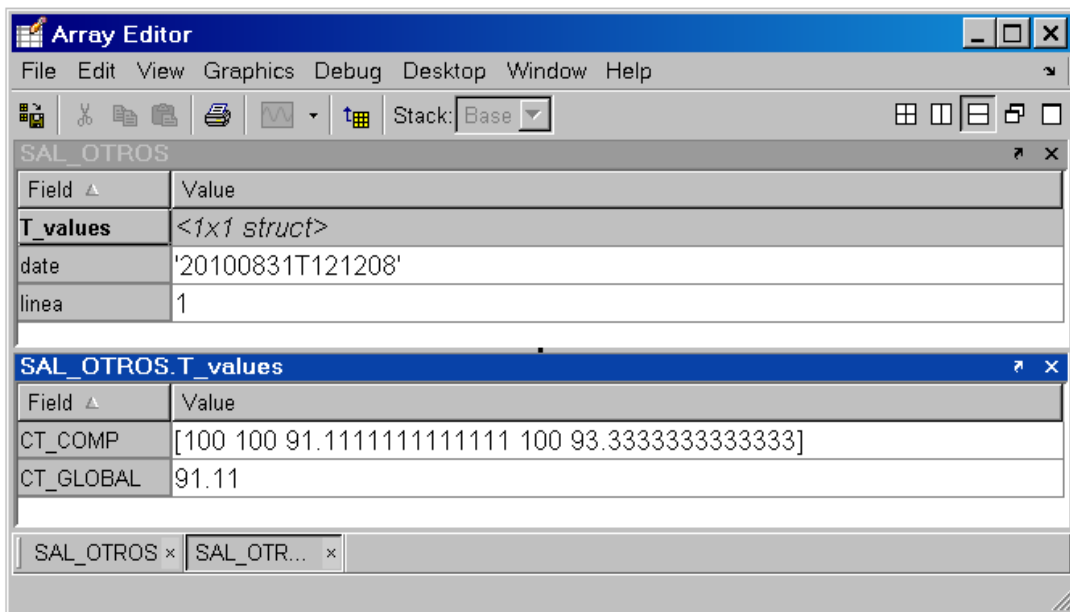 Array Editor
File Edit View Graphics Debug Desktop Window Help
Stack: Base
SAL_OTROS
Field Value
T_values <1x1 struct>
date '20100831T121208'
linea 1
SAL_OTROS.T_values
Field Value
CT_COMP [100 100 91.1111111111111 100 93.3333333333333]
CT_GLOBAL 91.11
SAL_OTROS × SAL_OTR... ×